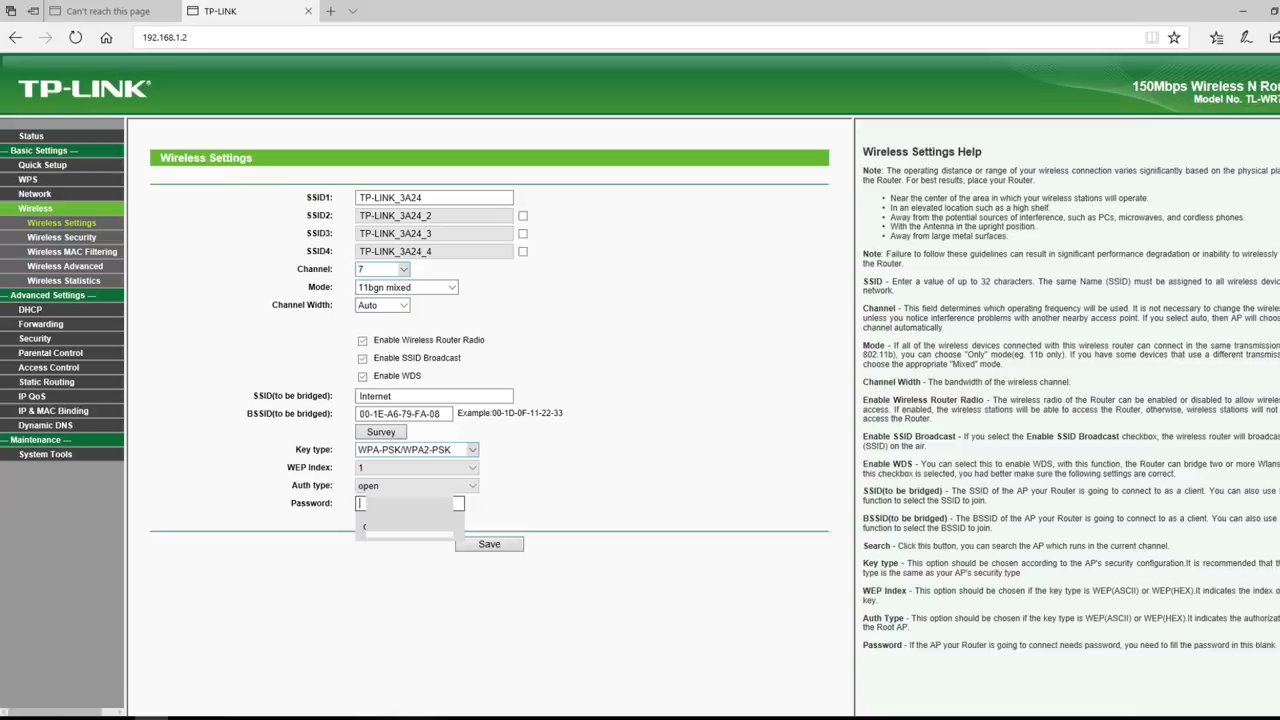 Can't reach this page
TP-LINK
192.168.1.2
TP-LINK®
150Mbps Wireless N
Model No.
Status
--- Basic Settings ---
Quick Setup
WPS
Network
Wireless
Wireless Settings
Wireless Security
Wireless MAC Filtering
Wireless Advanced
Wireless Statistics
--- Advanced Settings ---
DHCP
Forwarding
Security
Parental Control
Access Control
Static Routing
IP QoS
IP & MAC Binding
Dynamic DNS
--- Maintenance ---
System Tools
Wireless Settings
SSID1: TP-LINK_3A24
SSID2: TP-LINK_3A24_2
SSID3: TP-LINK_3A24_3
SSID4: TP-LINK_3A24_4
Channel: 7
Mode: 11bgn mixed
Channel Width: Auto
Enable Wireless Router Radio
Enable SSID Broadcast
Enable WDS
SSID(to be bridged): Internet
BSSID(to be bridged): 00-1E-A6-79-FA-08 Example:00-1D-0F-11-22-33
Survey
Key type: WPA-PSK/WPA2-PSK
WEP Index: 1
Auth type: open
Password:
Save
Wireless Settings Help
Note: The operating distance or range of your wireless connection varies significantly based on the physical
the Router. For best results, place your Router.
• Near the center of the area in which your wireless stations will operate.
• In an elevated location such as a high shelf.
• Away from the potential sources of interference, such as PCs, microwaves, and cordless phones.
• With the Antenna in the upright position.
• Away from large metal surfaces.
Note: Failure to follow these guidelines can result in significant performance degradation or inability to wirelessly
the Router.
SSID - Enter a value of up to 32 characters. The same Name (SSID) must be assigned to all wireless
network.
Channel - This field determines which operating frequency will be used. It is not necessary to change the
unless you notice interference problems with another nearby access point. If you select auto, then AP will
channel automatically.
Mode - If all of the wireless devices connected with this wireless router can connect in the same
802.11b), you can choose "Only" mode(eg. 11b only). If you have some devices that use a different
choose the appropriate "Mixed" mode.
Channel Width - The bandwidth of the wireless channel.
Enable Wireless Router Radio - The wireless radio of the Router can be enabled or disabled to allow
access. If enabled, the wireless stations will be able to access the Router, otherwise, wireless stations will not
access the Router.
Enable SSID Broadcast - If you select the Enable SSID Broadcast checkbox, the wireless router will
(SSID) on the air.
Enable WDS - You can select this to enable WDS, with this function, the Router can bridge two or more
this checkbox is selected, you had better make sure the following settings are correct.
SSID(to be bridged) - The SSID of the AP your Router is going to connect to as a client. You can also use
function to select the SSID to join.
BSSID(to be bridged) - The BSSID of the AP your Router is going to connect to as a client. You can also use
function to select the BSSID to join.
Search - Click this button, you can search the AP which runs in the current channel.
Key type - This option should be chosen according to the AP's security configuration.It is recommended that
type is the same as your AP's security type
WEP Index - This option should be chosen if the key type is WEP(ASCII) or WEP(HEX).It indicates the index
key.
Auth Type - This option should be chosen if the key type is WEP(ASCII) or WEP(HEX).It indicates the
the Root AP.
Password - If the AP your Router is going to connect needs password, you need to fill the password in this blank